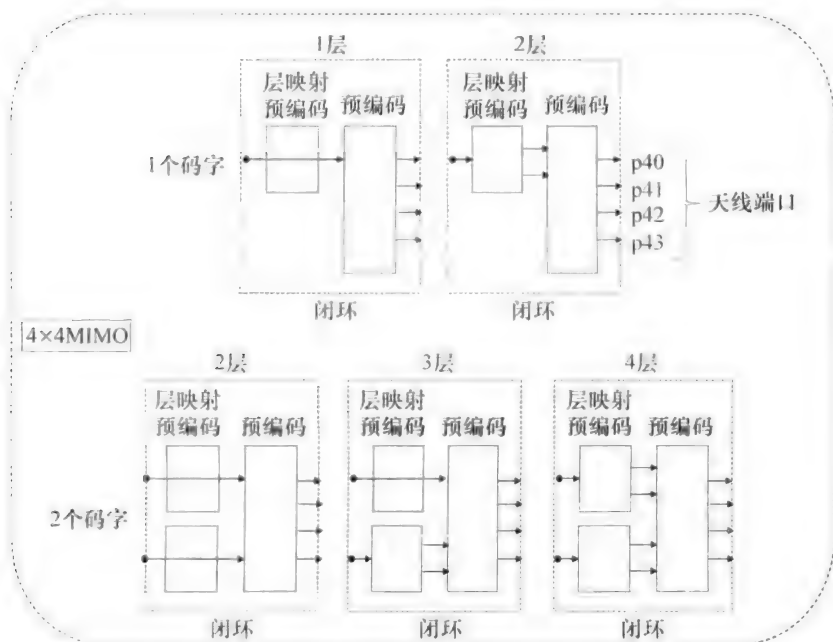 1层 2层
层映射 层映射
预编码 预编码 预编码 预编码
1个码字
p40
p41
p42
p43
天线端口
闭环 闭环
4×4MIMO
2层 3层 4层
层映射 层映射 层映射
预编码 预编码 预编码 预编码 预编码 预编码
2个码字
闭环 闭环 闭环